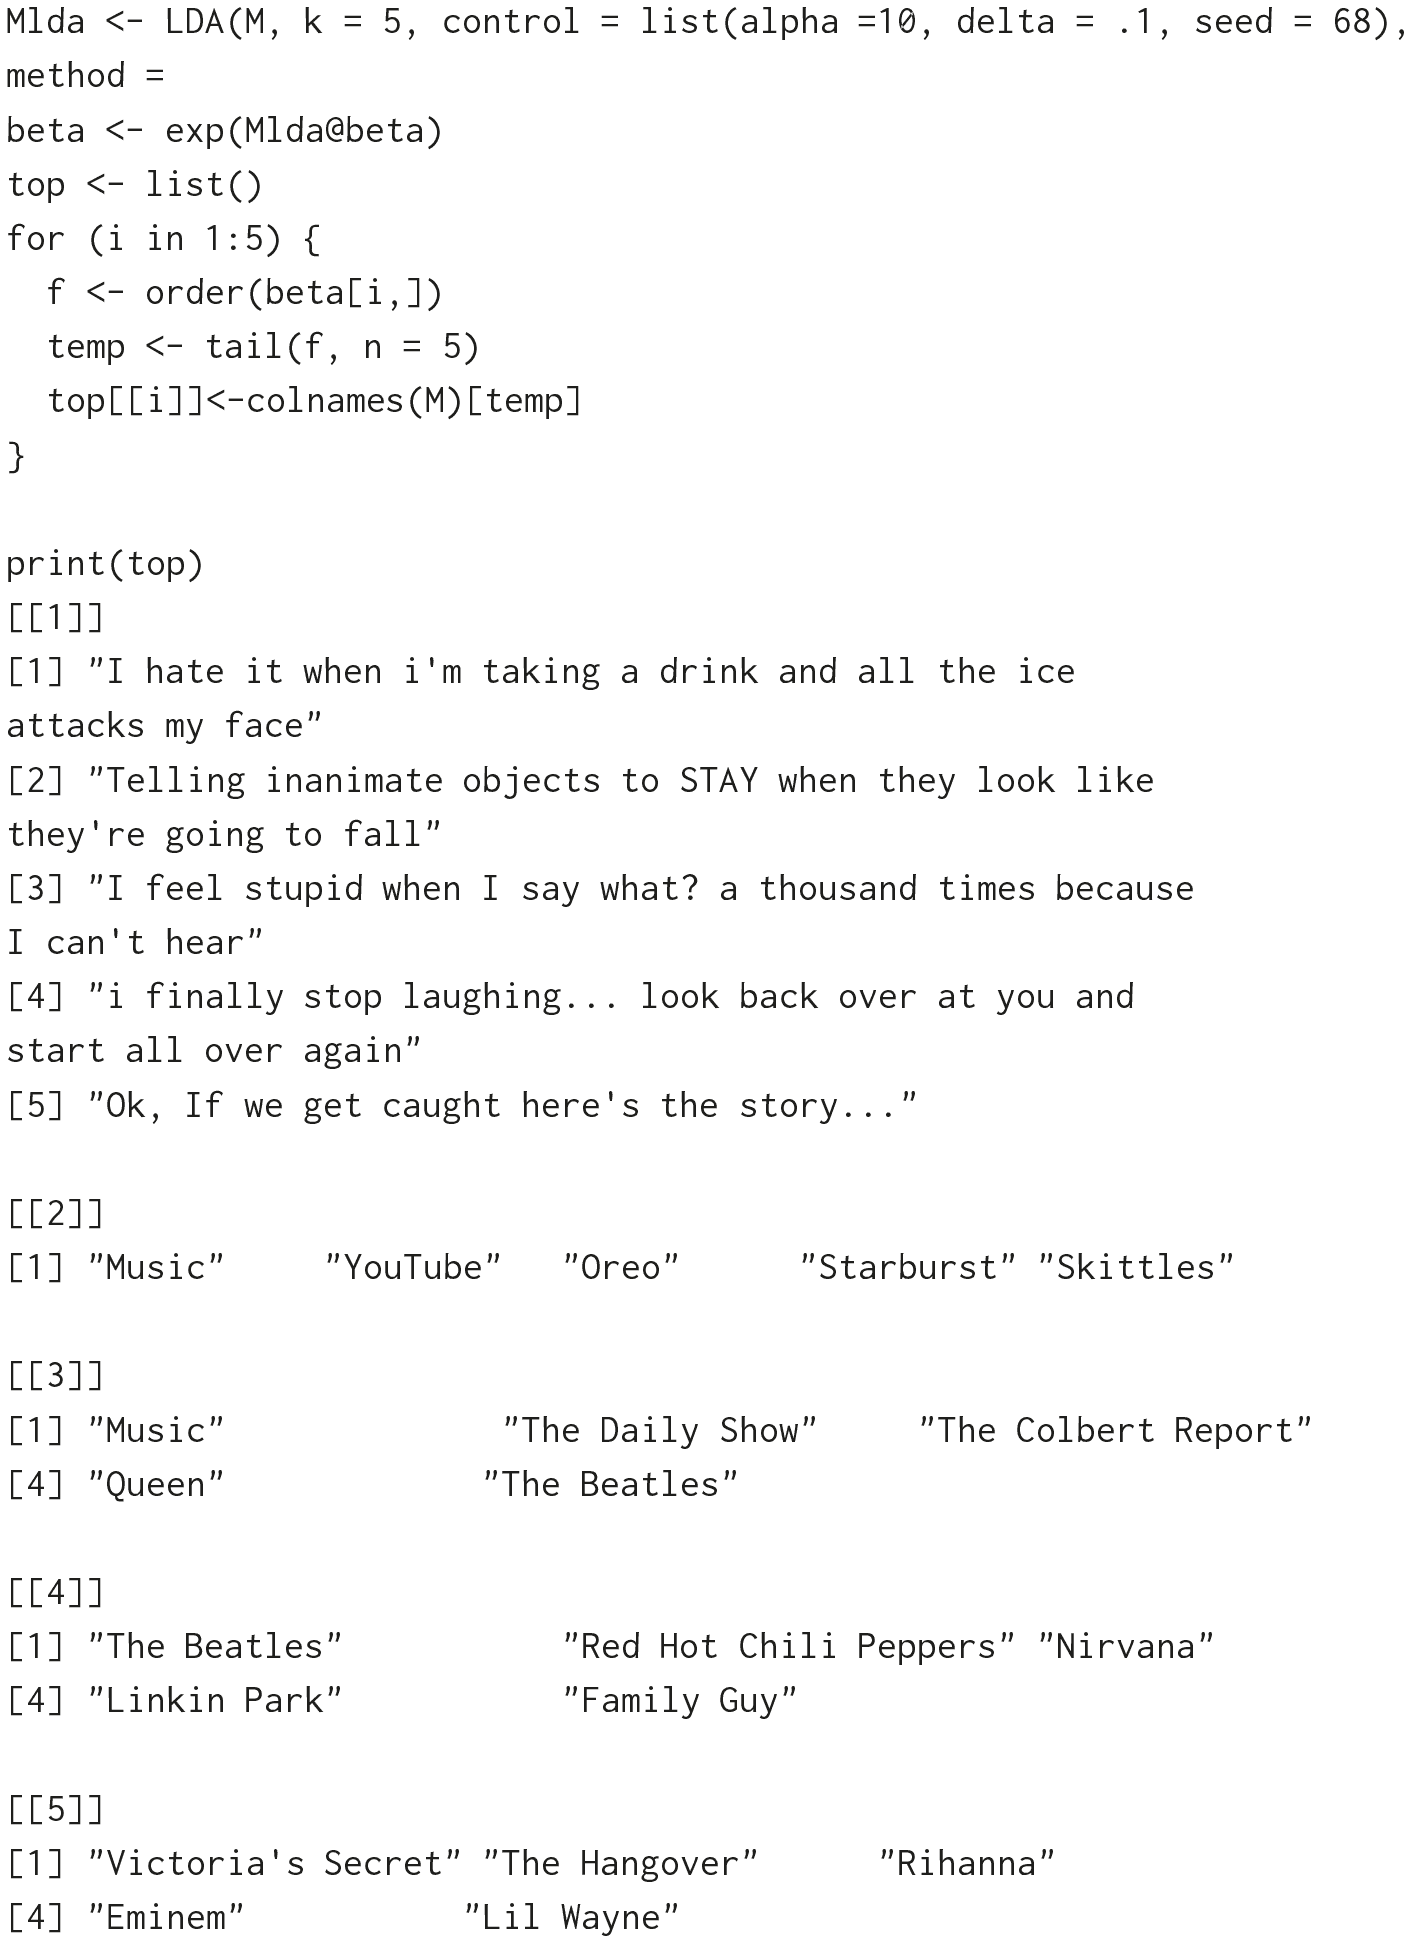 Mlda <- LDA(M, k = 5, control = list(alpha =10, delta = .1, seed = 68),
method =
beta <- exp(Mlda@beta)
top <- list()
for (i in 1:5) {
  f <- order(beta[i,])
  temp <- tail(f, n = 5)
  top[[i]]<-colnames(M)[temp]
}

print(top)
[[1]]
[1] "I hate it when i'm taking a drink and all the ice
attacks my face"
[2] "Telling inanimate objects to STAY when they look like
they're going to fall"
[3] "I feel stupid when I say what? a thousand times because
I can't hear"
[4] "i finally stop laughing... look back over at you and
start all over again"
[5] "Ok, If we get caught here's the story..."

[[2]]
[1] "Music"     "YouTube"   "Oreo"      "Starburst" "Skittles"

[[3]]
[1] "Music"              "The Daily Show"     "The Colbert Report"
[4] "Queen"             "The Beatles"

[[4]]
[1] "The Beatles"           "Red Hot Chili Peppers" "Nirvana"
[4] "Linkin Park"           "Family Guy"

[[5]]
[1] "Victoria's Secret" "The Hangover"      "Rihanna"
[4] "Eminem"           "Lil Wayne"